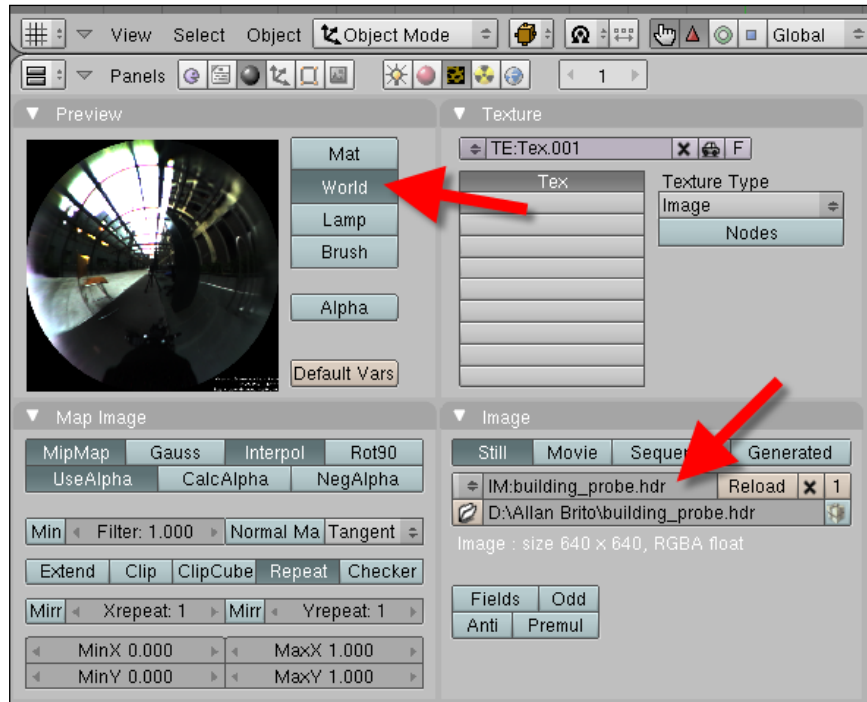 View Select Object Object Mode Global
Panels 1
Preview
Mat
World
Lamp
Brush
Alpha
Default Vars
Texture
TE:Tex.001 F
Tex
Texture Type
Image
Nodes
Map Image
MipMap Gauss Interpol Rot90
UseAlpha CalcAlpha NegAlpha
Min Filter: 1.000 Normal Ma Tangent
Extend Clip ClipCube Repeat Checker
Mirr Xrepeat: 1 Mirr Yrepeat: 1
MinX 0.000 MaxX 1.000
MinY 0.000 MaxY 1.000
Image
Still Movie Sequen Generated
IM:building_probe.hdr Reload 1
D:\Allan Brito\building_probe.hdr
Image : size 640 × 640, RGBA float
Fields Odd
Anti Premul